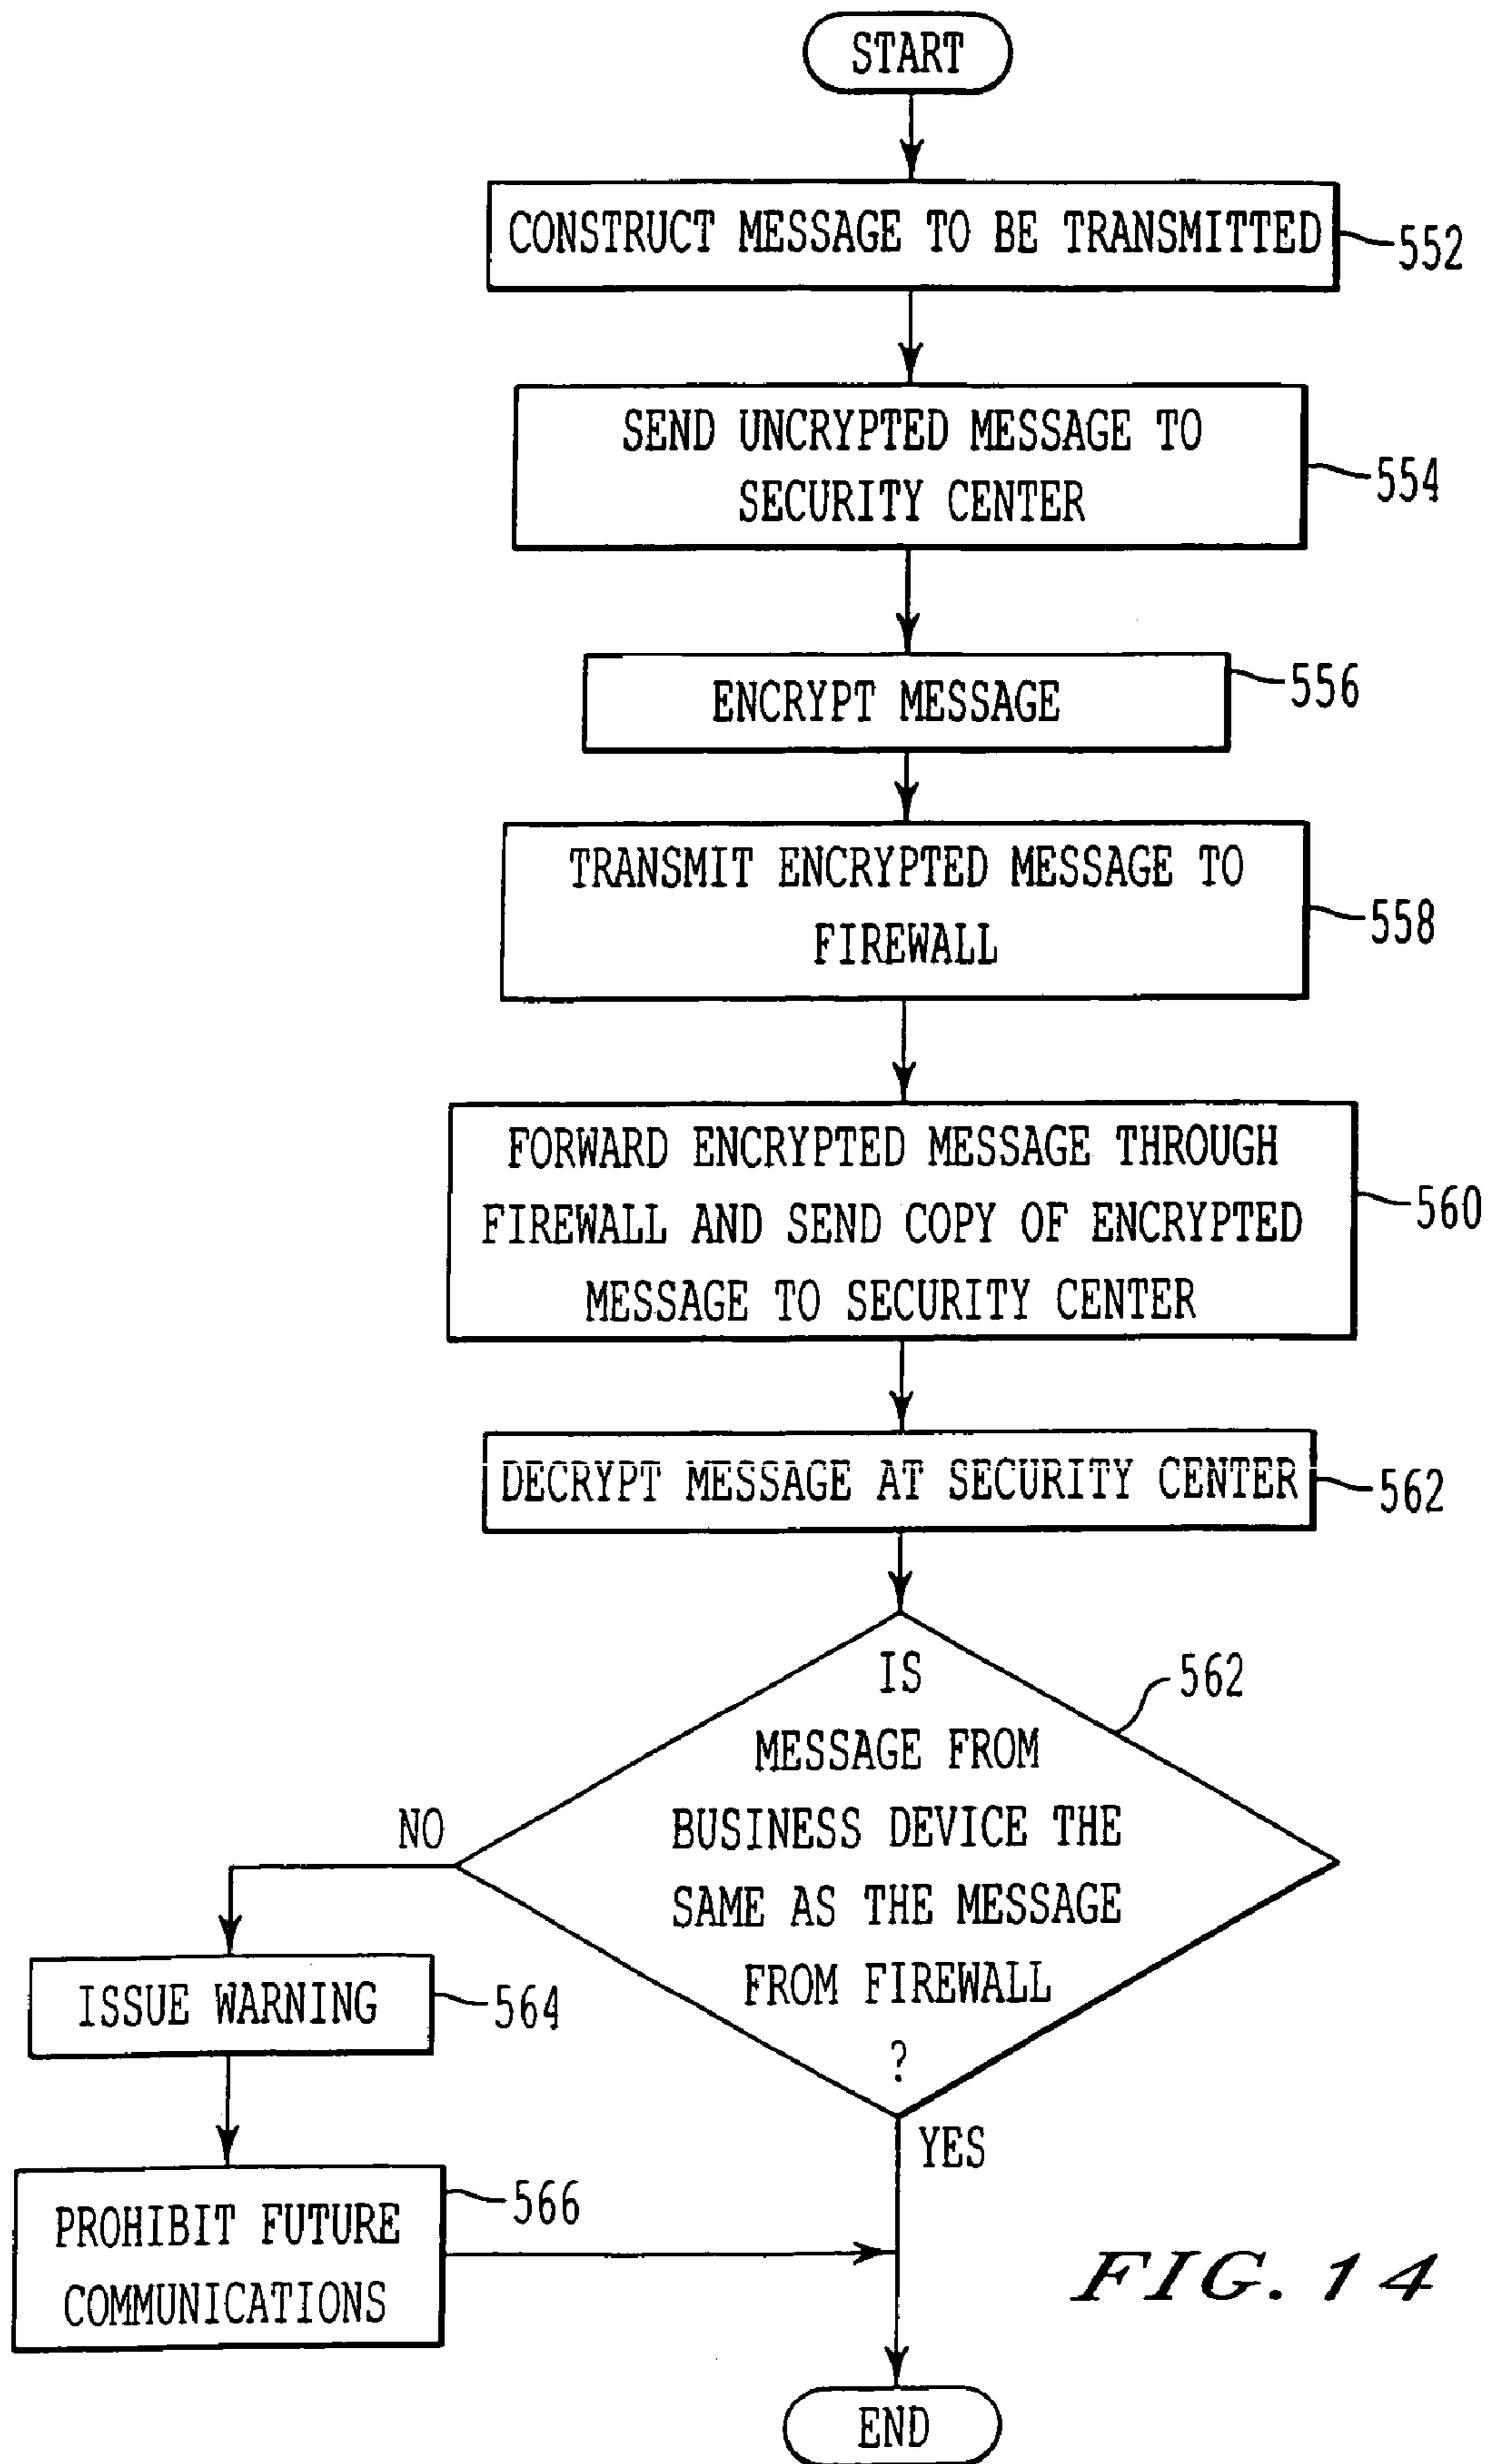 START
CONSTRUCT MESSAGE TO BE TRANSMITTED
552
SEND UNCRYPTED MESSAGE TO
SECURITY CENTER
554
ENCRYPT MESSAGE
556
TRANSMIT ENCRYPTED MESSAGE TO
FIREWALL
558
FORWARD ENCRYPTED MESSAGE THROUGH
FIREWALL AND SEND COPY OF ENCRYPTED
MESSAGE TO SECURITY CENTER
560
DECRYPT MESSAGE AT SECURITY CENTER
562
IS
MESSAGE FROM
BUSINESS DEVICE THE
SAME AS THE MESSAGE
FROM FIREWALL
?
562
NO
ISSUE WARNING
564
YES
PROHIBIT FUTURE
COMMUNICATIONS
566
FIG. 14
END